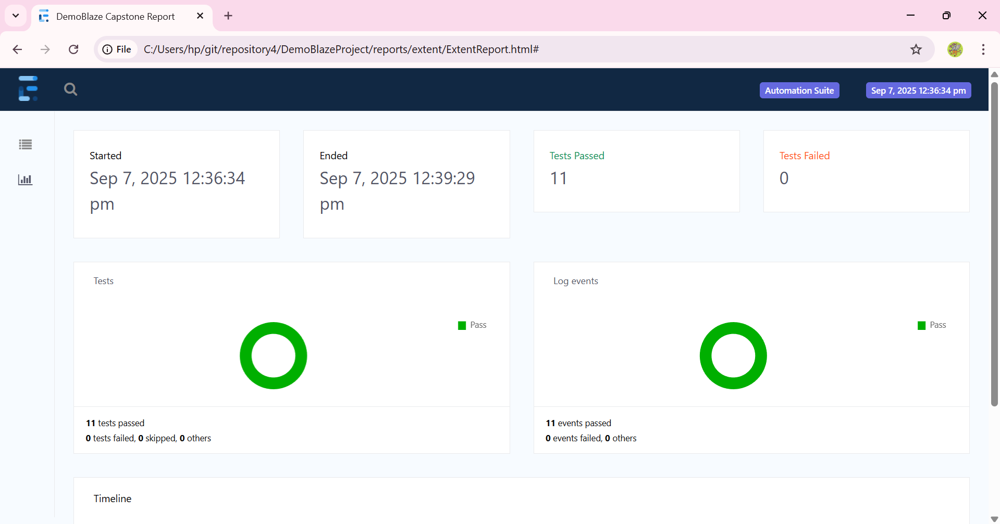 DemoBlaze Capstone Report
File
C:/Users/hp/git/repository4/DemoBlazeProject/reports/extent/ExtentReport.html#
Automation Suite
Sep 7, 2025 12:36:34 pm
Started
Sep 7, 2025 12:36:34
pm
Ended
Sep 7, 2025 12:39:29
pm
Tests Passed
11
Tests Failed
0
Tests
Pass
11 tests passed
0 tests failed, 0 skipped, 0 others
Log events
Pass
11 events passed
0 events failed, 0 others
Timeline